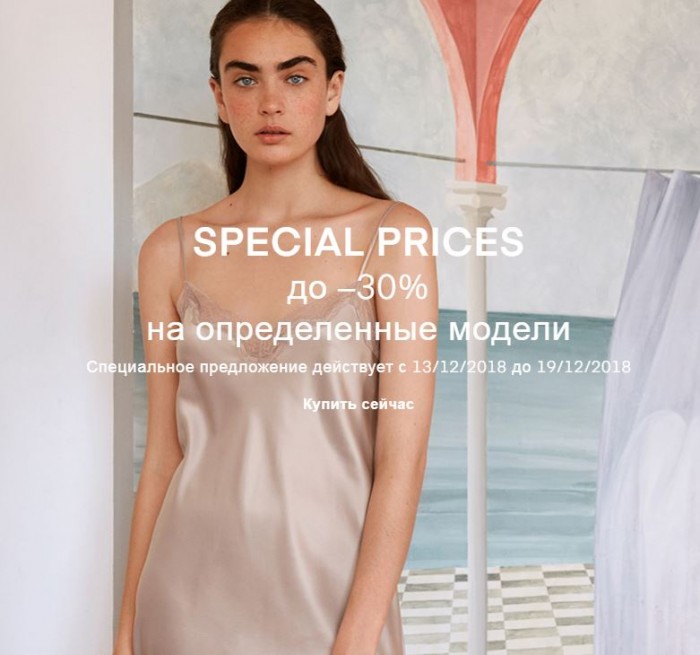 SPECIAL PRICES
до –30%
на определенные модели
Специальное предложение действует с 13/12/2018 до 19/12/2018
Купить сейчас